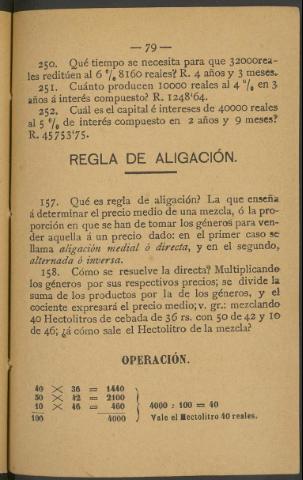 — 79 —
250. Qué tiempo se necesita para que 32000rea-
les reditúen al 6 % 8160 reales? R. 4 años y 3 meses.
251. Cuánto producen 10000 reales al 4 % en 3
años á interés compuesto? R. 1248'64.
252. Cuál es el capital é intereses de 40000 reales
al 5 % de interés compuesto en 2 años y 9 meses?
R. 45753'75.
REGLA DE ALIGACIÓN.
157. Qué es regla de aligación? La que enseña
á determinar el precio medio de una mezcla, ó la pro-
porción en que se han de tomar los géneros para ven-
der aquella á un precio dado: en el primer caso se
llama aligación medial ó directa, y en el segundo,
alternada ó inversa.
158. Cómo se resuelve la directa? Multiplicando
los géneros por sus respectivos precios; se divide la
suma de los productos por la de los géneros, y el
cociente expresará el precio medio; v. gr.: mezclando
40 Hectolitros de cebada de 36 rs. con 50 de 42 y 10
de 46; ¿á cómo sale el Hectolitro de la mezcla?
OPERACIÓN.
40 × 36 = 1440
50 × 42 = 2100
10 × 46 = 460
100 4000
4000 : 100 = 40
Vale el Hectolitro 40 reales.